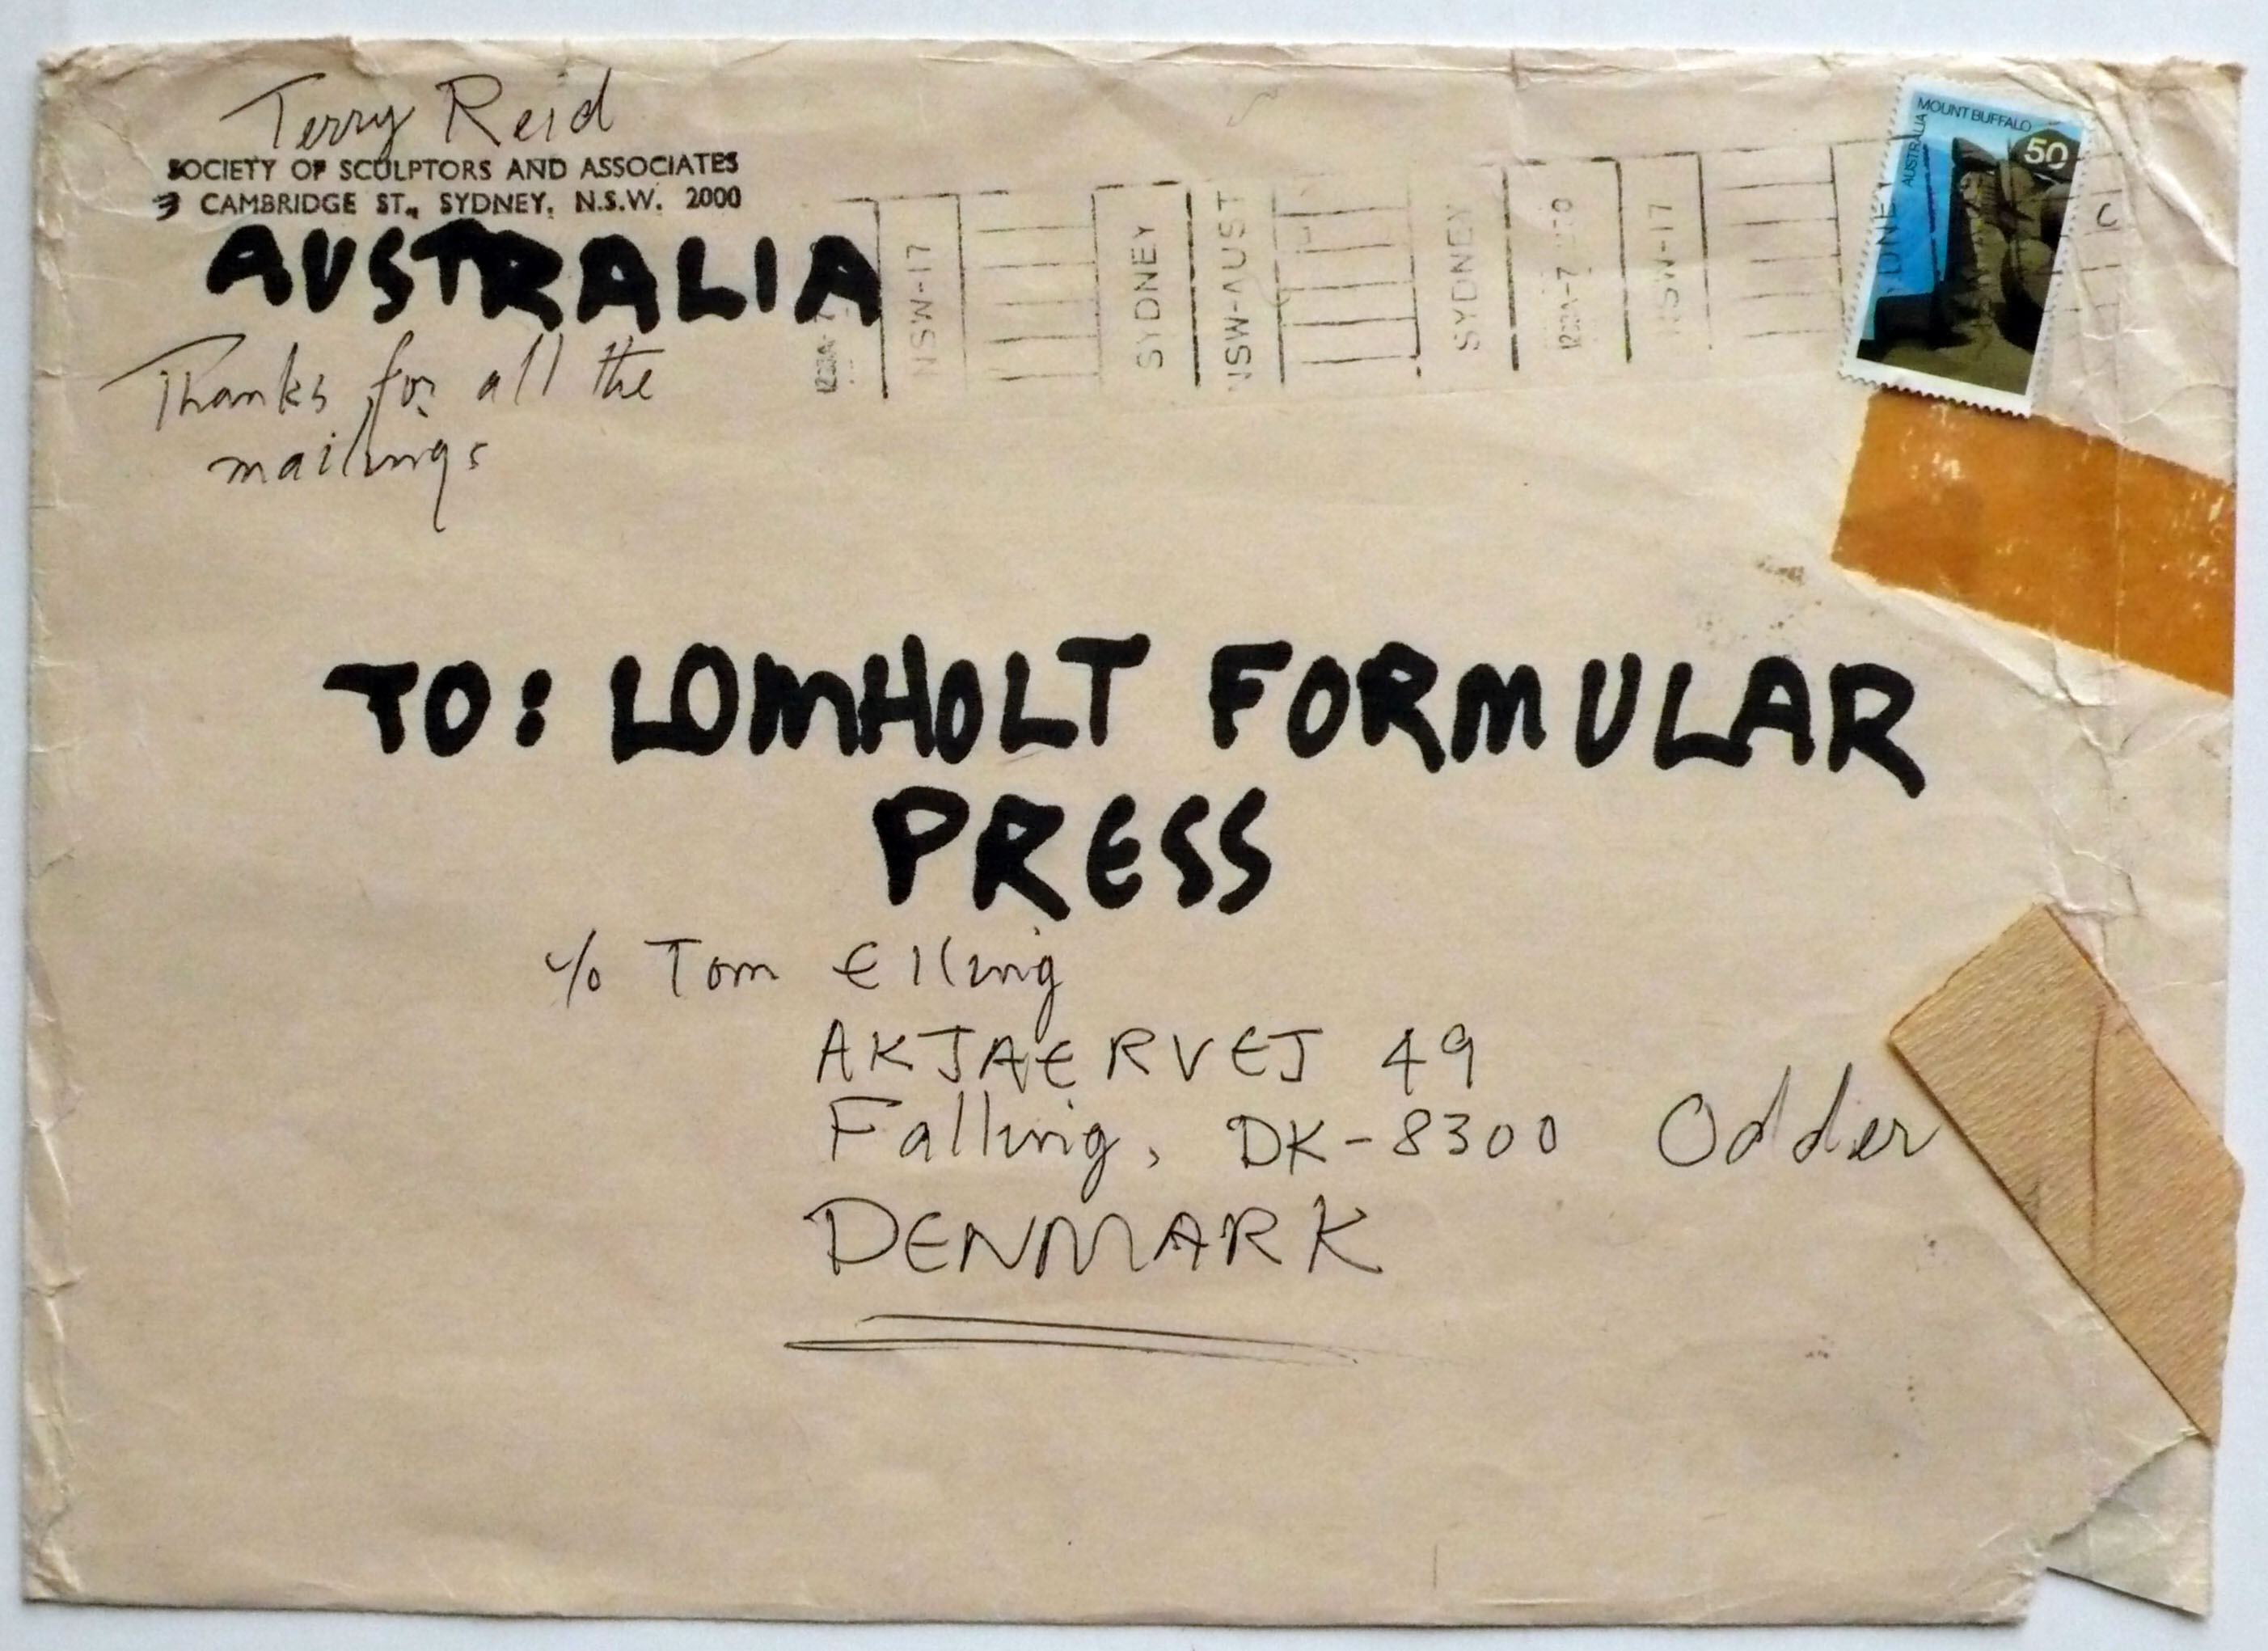 Terry Reid
SOCIETY OF SCULPTORS AND ASSOCIATES
3 CAMBRIDGE ST., SYDNEY, N.S.W. 2000
AUSTRALIA
Thanks for all the
mailings
NSW-17
SYDNEY
NSW-AUST
SYDNEY
NSW-17
MOUNT BUFFALO
AUSTRALIA
50
TO: LOMHOLT FORMULAR
PRESS
c/o Tom Elling
AKJAERVEJ 49
Falling, DK-8300 Odder
DENMARK